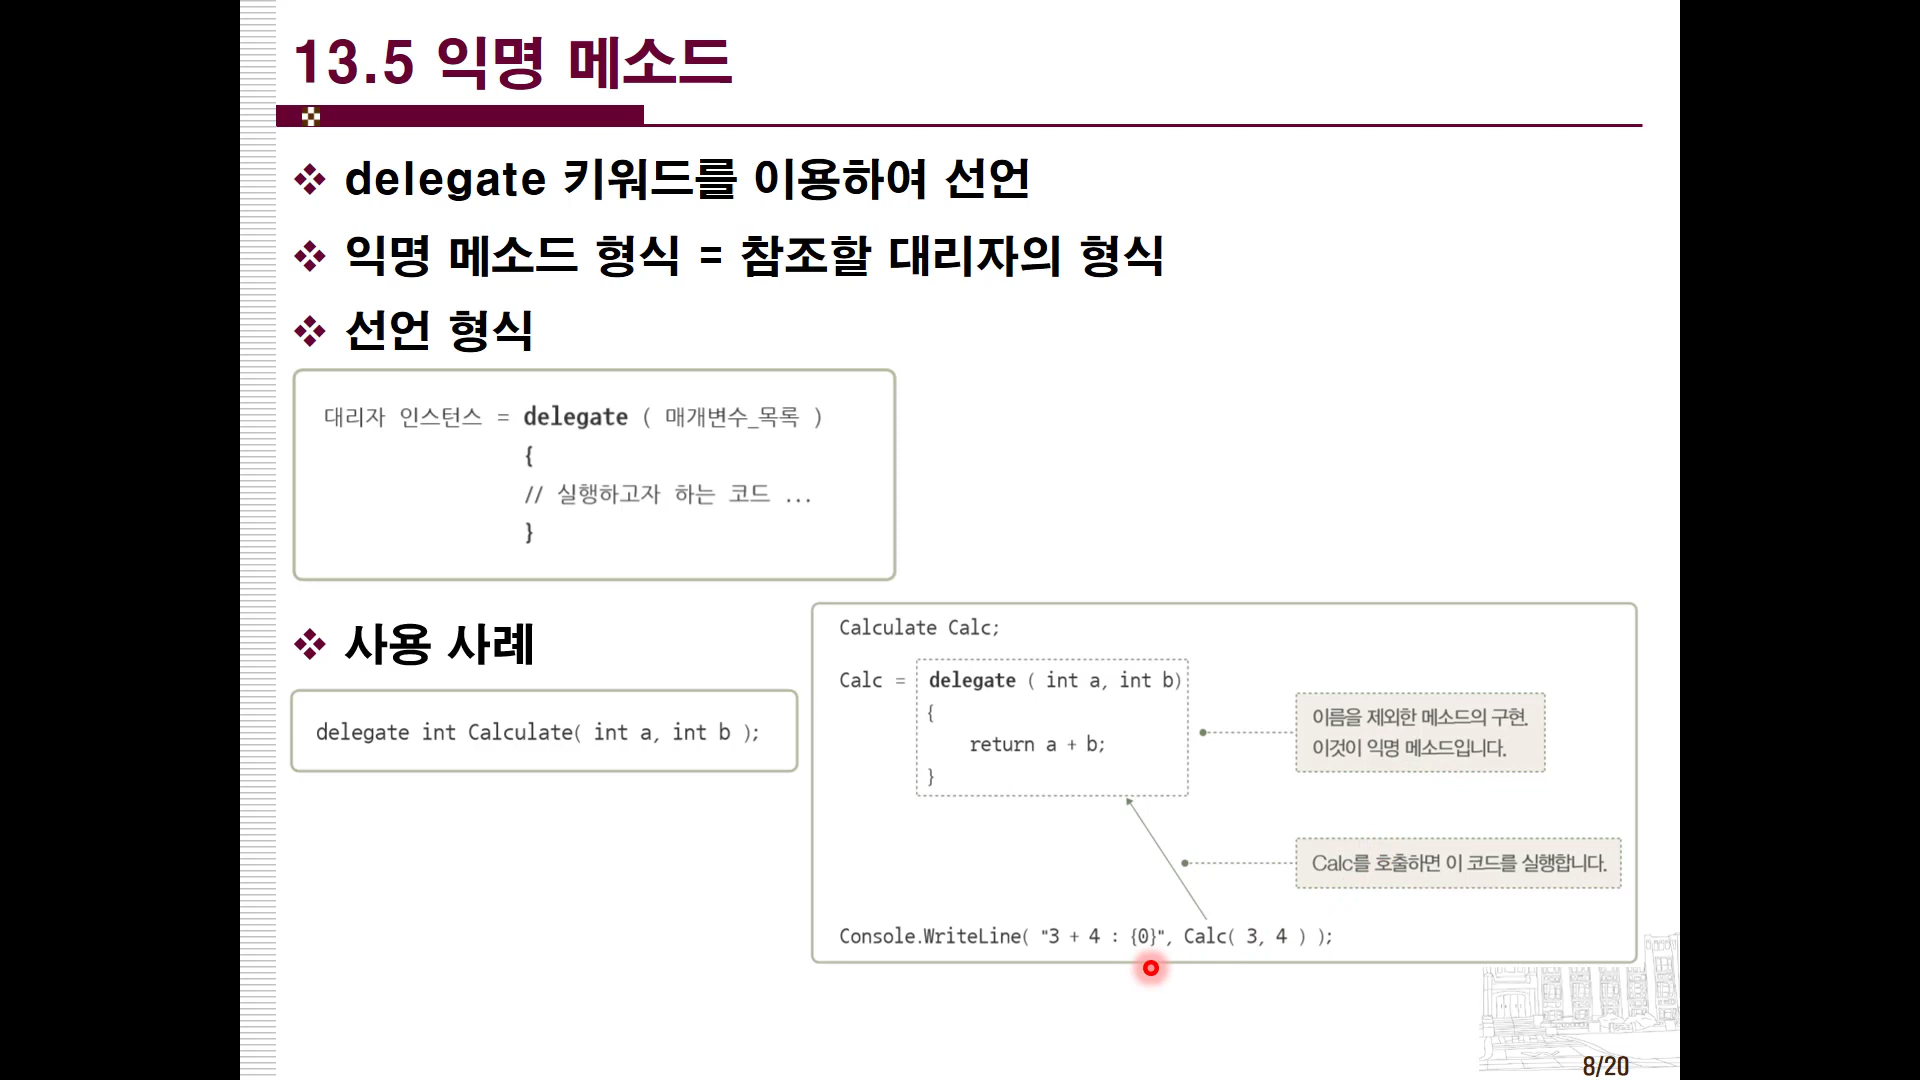 13.5 익명 메소드
delegate 키워드를 이용하여 선언
익명 메소드 형식 = 참조할 대리자의 형식
선언 형식
대리자 인스턴스 = delegate ( 매개변수_목록 )
{
// 실행하고자 하는 코드 ...
}
사용 사례
delegate int Calculate( int a, int b );
Calculate Calc;
Calc = delegate ( int a, int b)
{
return a + b;
}
이름을 제외한 메소드의 구현.
이것이 익명 메소드입니다.
Calc를 호출하면 이 코드를 실행합니다.
Console.WriteLine( "3 + 4 : {0}", Calc( 3, 4 ) );
8/20